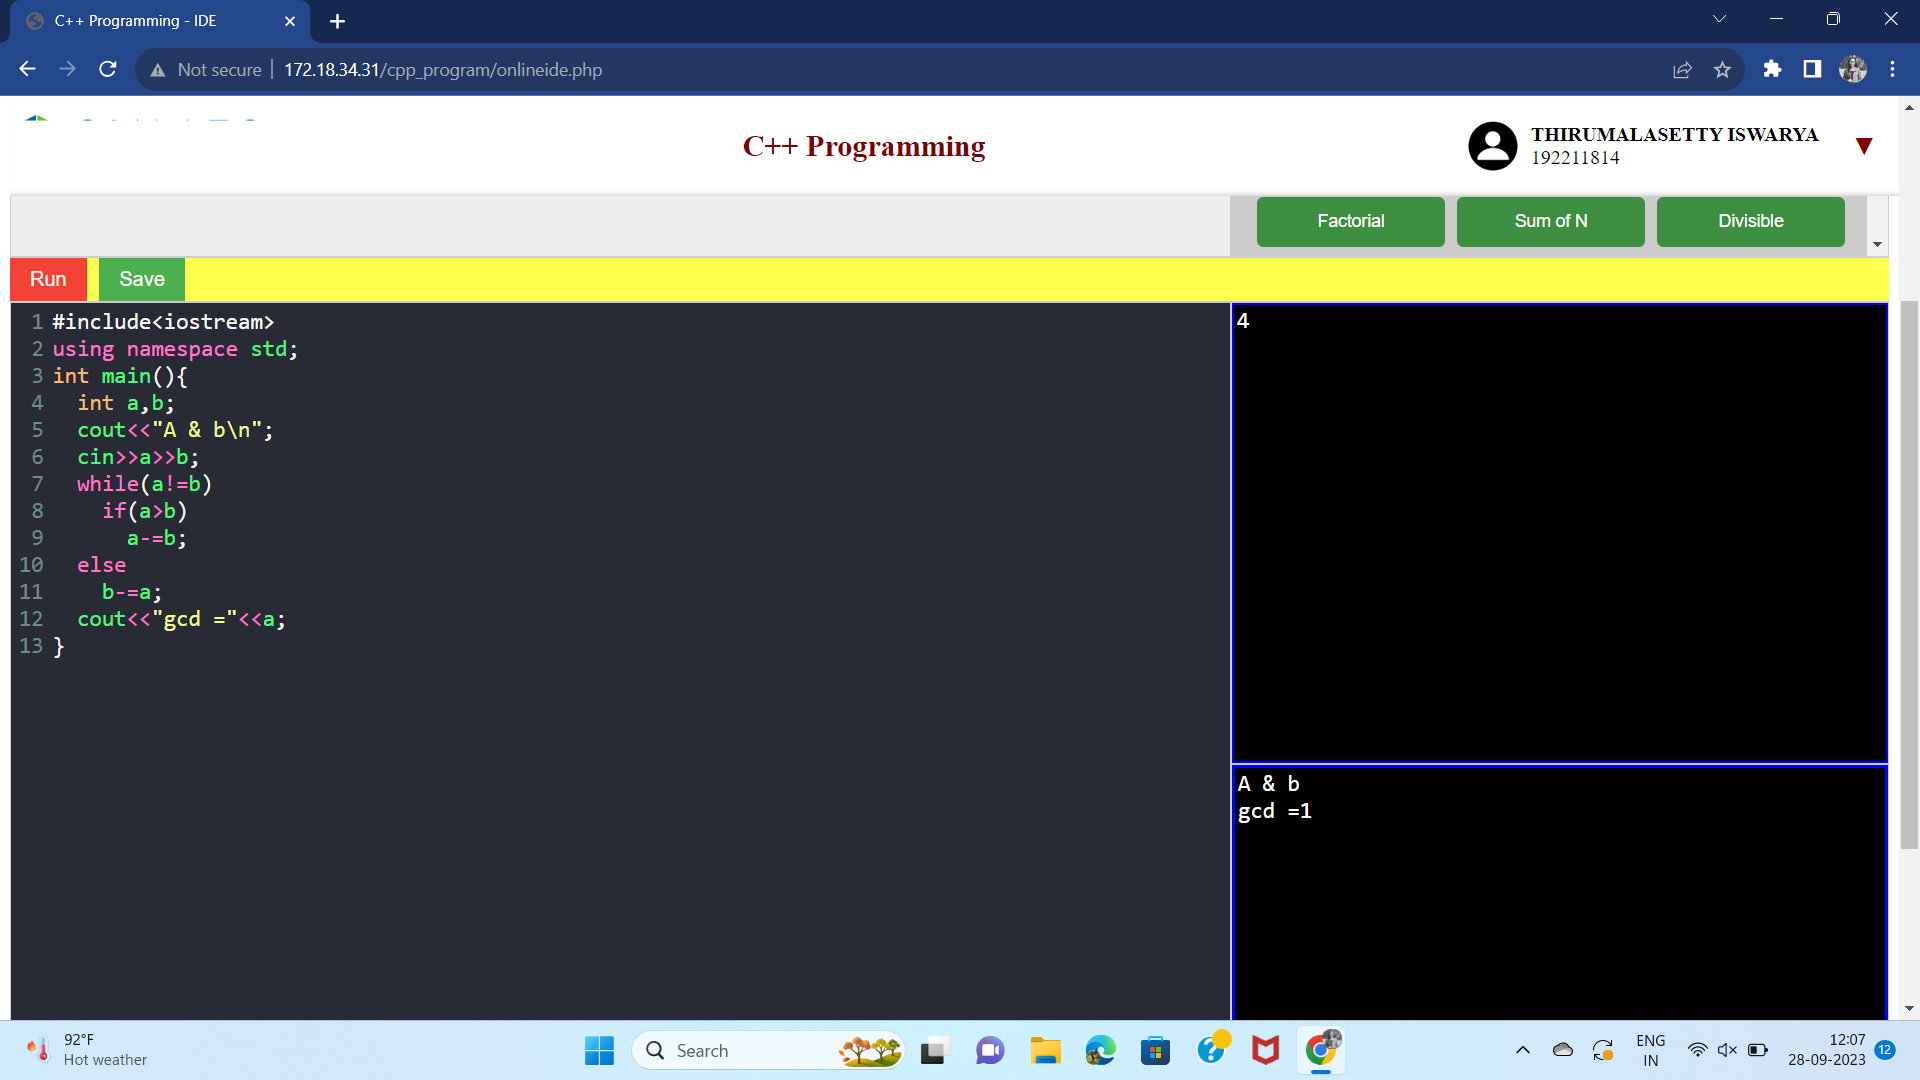 C++ Programming - IDE
Not secure | 172.18.34.31/cpp_program/onlineide.php
C++ Programming
THIRUMALASETTY ISWARYA
192211814
Factorial
Sum of N
Divisible
Run
Save
1 #include<iostream>
2 using namespace std;
3 int main(){
4   int a,b;
5   cout<<"A & b\n";
6   cin>>a>>b;
7   while(a!=b)
8     if(a>b)
9       a-=b;
10   else
11     b-=a;
12   cout<<"gcd ="<<a;
13 }
4
A & b
gcd =1
92°F
Hot weather
Search
ENG
IN
12:07
28-09-2023
12